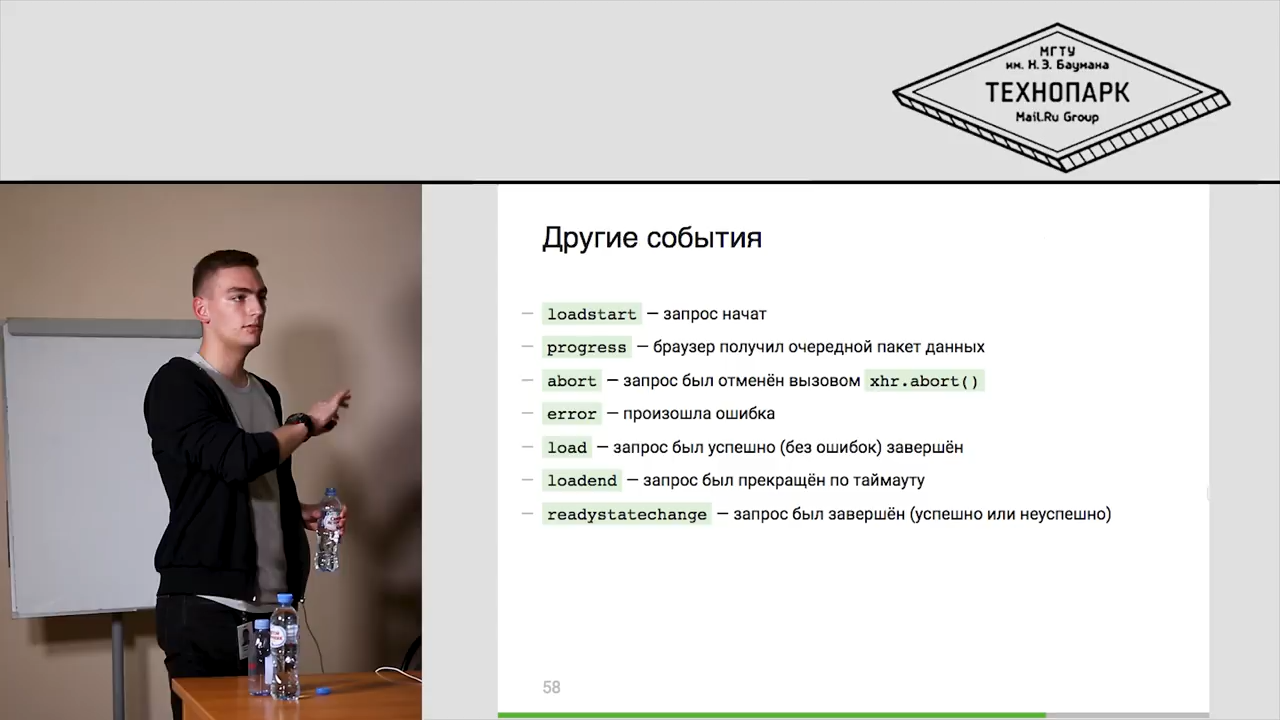 МГТУ
им. Н.Э. Баумана
ТЕХНОПАРК
Mail.Ru Group
Другие события
— loadstart — запрос начат
— progress — браузер получил очередной пакет данных
— abort — запрос был отменён вызовом xhr.abort()
— error — произошла ошибка
— load — запрос был успешно (без ошибок) завершён
— loadend — запрос был прекращён по таймауту
— readystatechange — запрос был завершён (успешно или неуспешно)
58